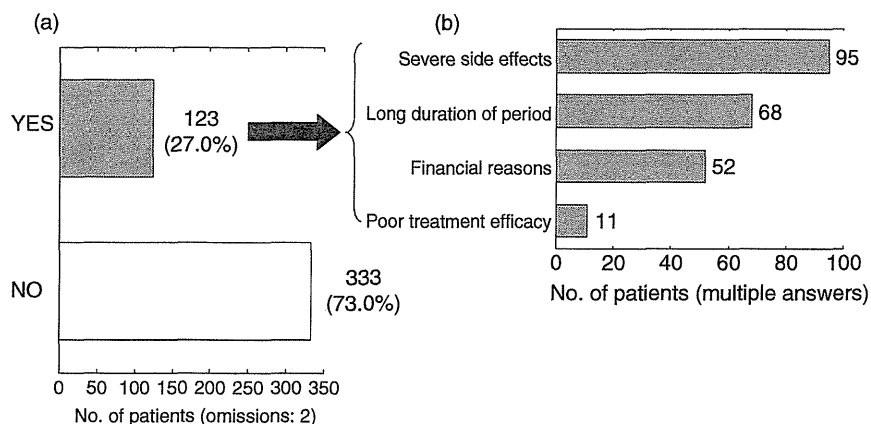 (a)
YES
123
(27.0%)
NO
333
(73.0%)
0 50 100 150 200 250 300 350
No. of patients (omissions: 2)
(b)
Severe side effects
95
Long duration of period
68
Financial reasons
52
Poor treatment efficacy
11
0 20 40 60 80 100
No. of patients (multiple answers)